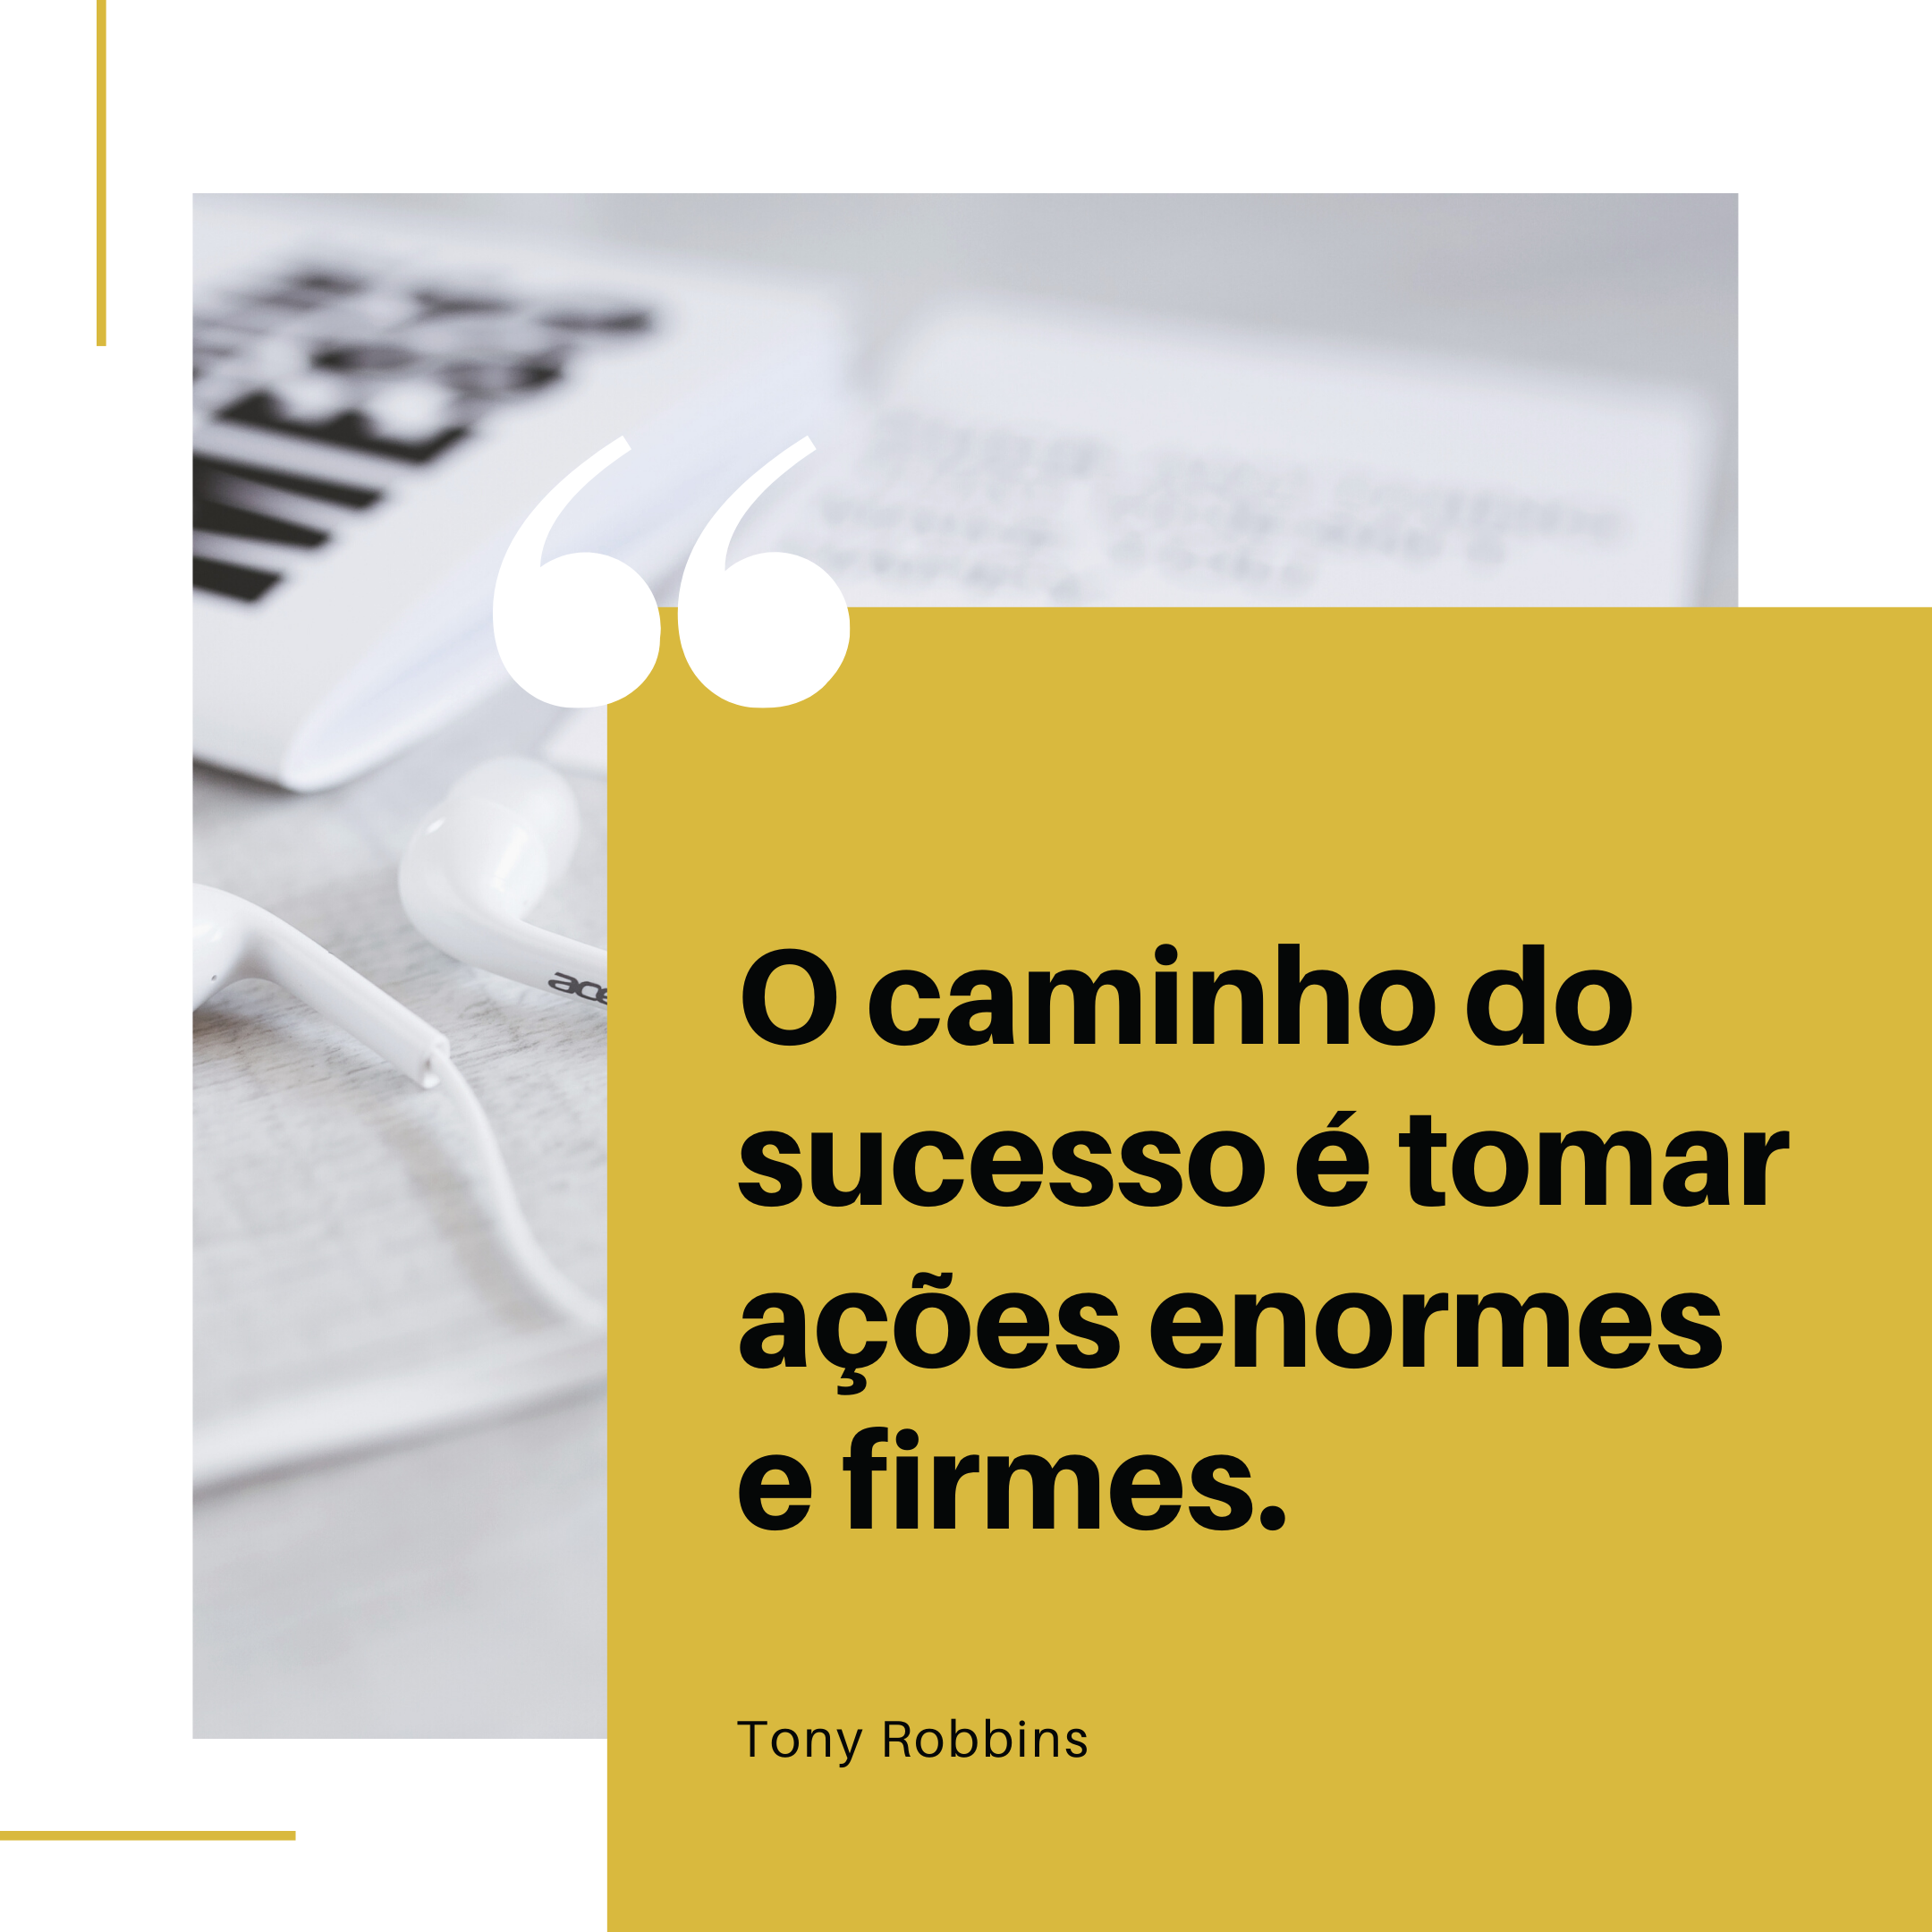 O caminho do
sucesso é tomar
ações enormes
e firmes.
Tony Robbins